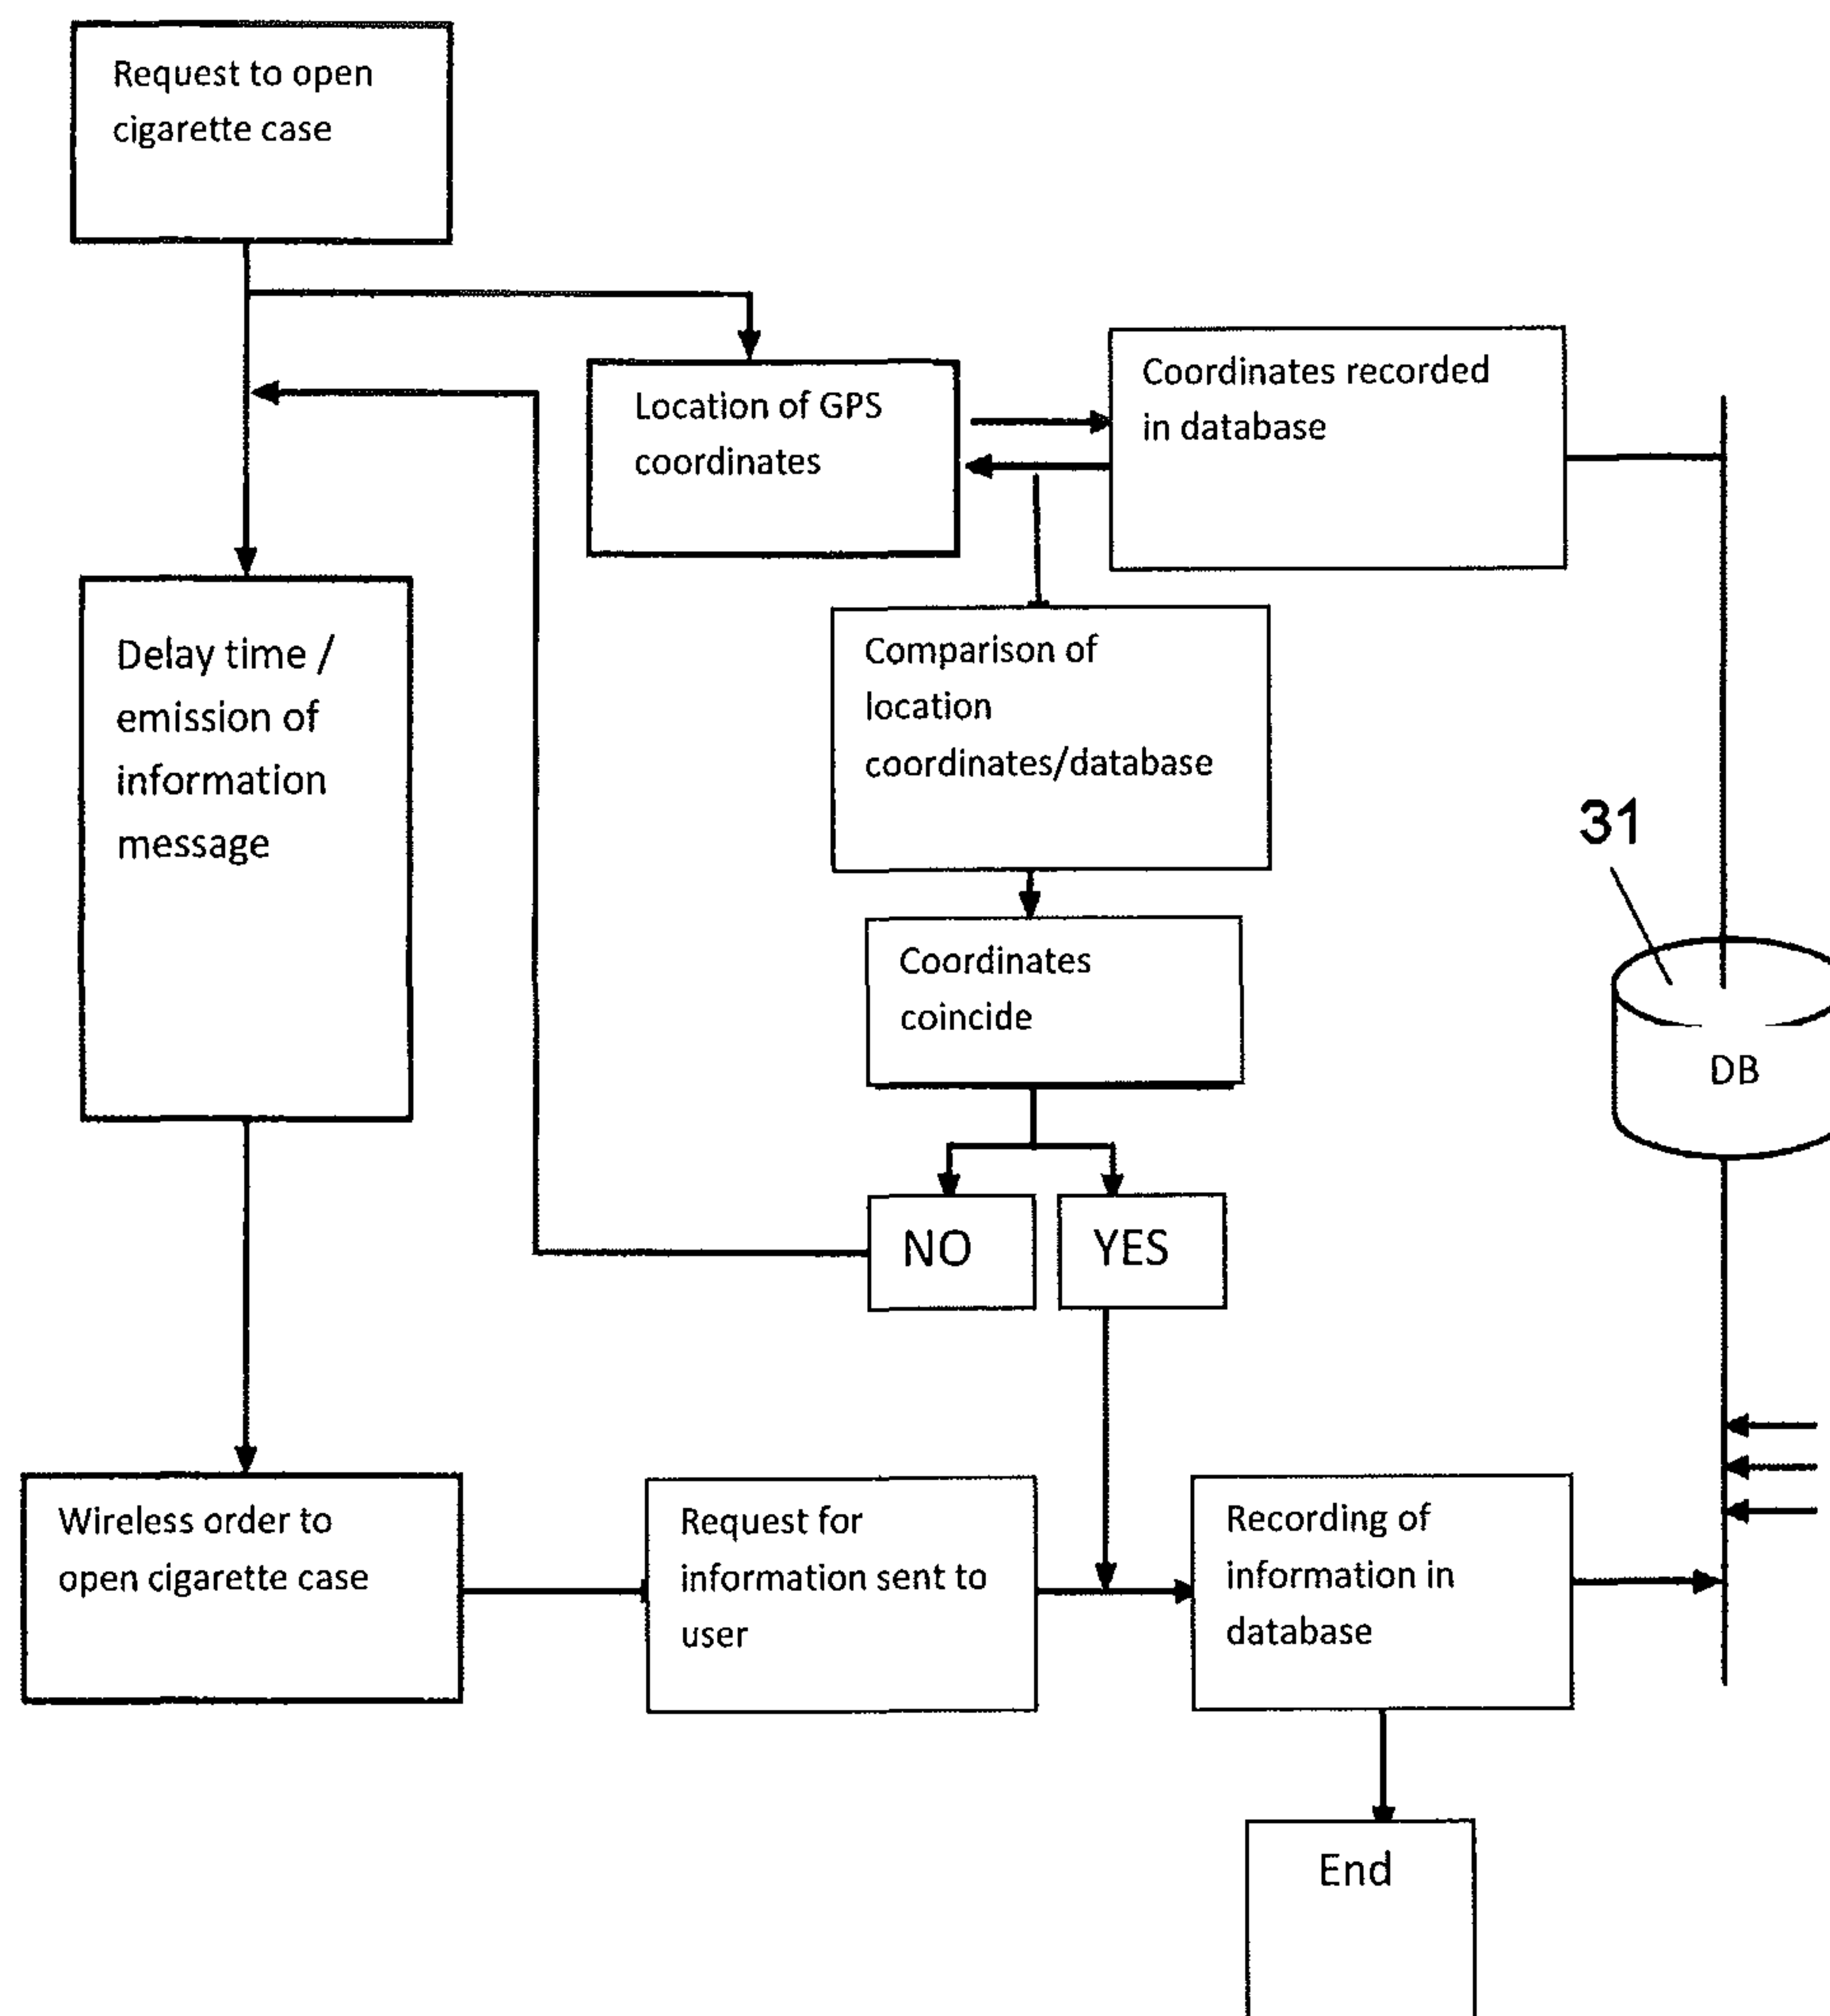 Request to open
cigarette case
Location of GPS
coordinates
Coordinates recorded
in database
Delay time /
emission of
information
message
Comparison of
location
coordinates/database
31
Coordinates
coincide
DB
NO
YES
Wireless order to
open cigarette case
Request for
information sent to
user
Recording of
information in
database
End